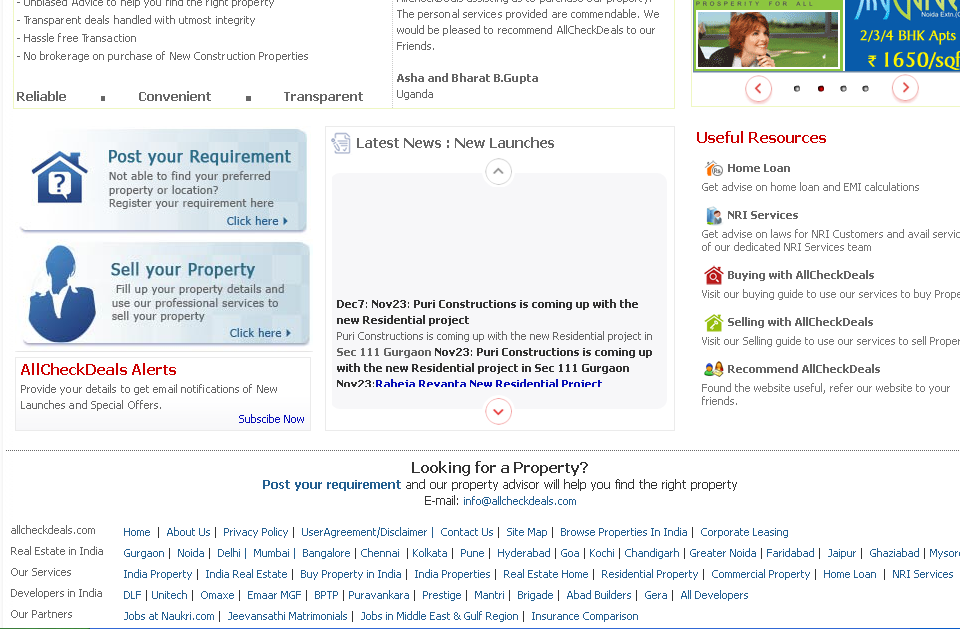 - Unbiased Advice to help you find the right property
- Transparent deals handled with utmost integrity
- Hassle free Transaction
- No brokerage on purchase of New Construction Properties
Reliable ▪ Convenient ▪ Transparent
AllCheckDeals assisting us to purchase our property.
The personal services provided are commendable. We
would be pleased to recommend AllCheckDeals to our
Friends.
Asha and Bharat B.Gupta
Uganda
PROSPERITY FOR ALL
Noida Extn.
2/3/4 BHK Apts
₹ 1650/sqf
Post your Requirement
Not able to find your preferred
property or location?
Register your requirement here
Click here
Sell your Property
Fill up your property details and
use our professional services to
sell your property
Click here
AllCheckDeals Alerts
Provide your details to get email notifications of New
Launches and Special Offers.
Subscibe Now
Latest News : New Launches
Dec7: Nov23: Puri Constructions is coming up with the
new Residential project
Puri Constructions is coming up with the new Residential project in
Sec 111 Gurgaon Nov23: Puri Constructions is coming up
with the new Residential project in Sec 111 Gurgaon
Nov23:Raheja Revanta New Residential Project
Useful Resources
Home Loan
Get advise on home loan and EMI calculations
NRI Services
Get advise on laws for NRI Customers and avail servic
of our dedicated NRI Services team
Buying with AllCheckDeals
Visit our buying guide to use our services to buy Prope
Selling with AllCheckDeals
Visit our Selling guide to use our services to sell Proper
Recommend AllCheckDeals
Found the website useful, refer our website to your
friends.
Looking for a Property?
Post your requirement and our property advisor will help you find the right property
E-mail: info@allcheckdeals.com
allcheckdeals.com Home | About Us | Privacy Policy | UserAgreement/Disclaimer | Contact Us | Site Map | Browse Properties In India | Corporate Leasing
Real Estate in India Gurgaon | Noida | Delhi | Mumbai | Bangalore | Chennai | Kolkata | Pune | Hyderabad | Goa | Kochi | Chandigarh | Greater Noida | Faridabad | Jaipur | Ghaziabad | Mysor
Our Services India Property | India Real Estate | Buy Property in India | India Properties | Real Estate Home | Residential Property | Commercial Property | Home Loan | NRI Services
Developers in India DLF | Unitech | Omaxe | Emaar MGF | BPTP | Puravankara | Prestige | Mantri | Brigade | Abad Builders | Gera | All Developers
Our Partners Jobs at Naukri.com | Jeevansathi Matrimonials | Jobs in Middle East & Gulf Region | Insurance Comparison